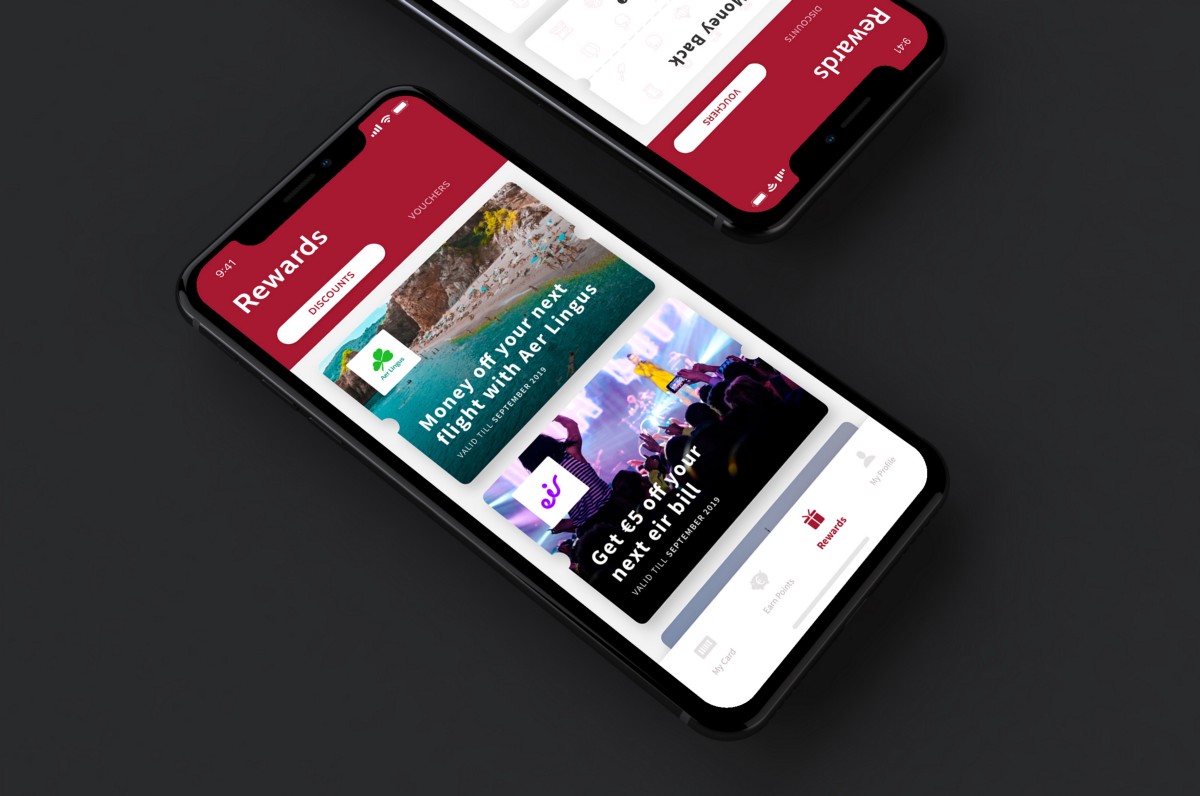 Money Back
DISCOUNTS
Rewards
9:41
VOUCHERS
9:41
Rewards
DISCOUNTS
VOUCHERS
Aer Lingus
Money off your next
flight with Aer Lingus
VALID TILL SEPTEMBER 2019
eir
Get €5 off your
next eir bill
VALID TILL SEPTEMBER 2019
My Card
Earn Points
Rewards
My Profile